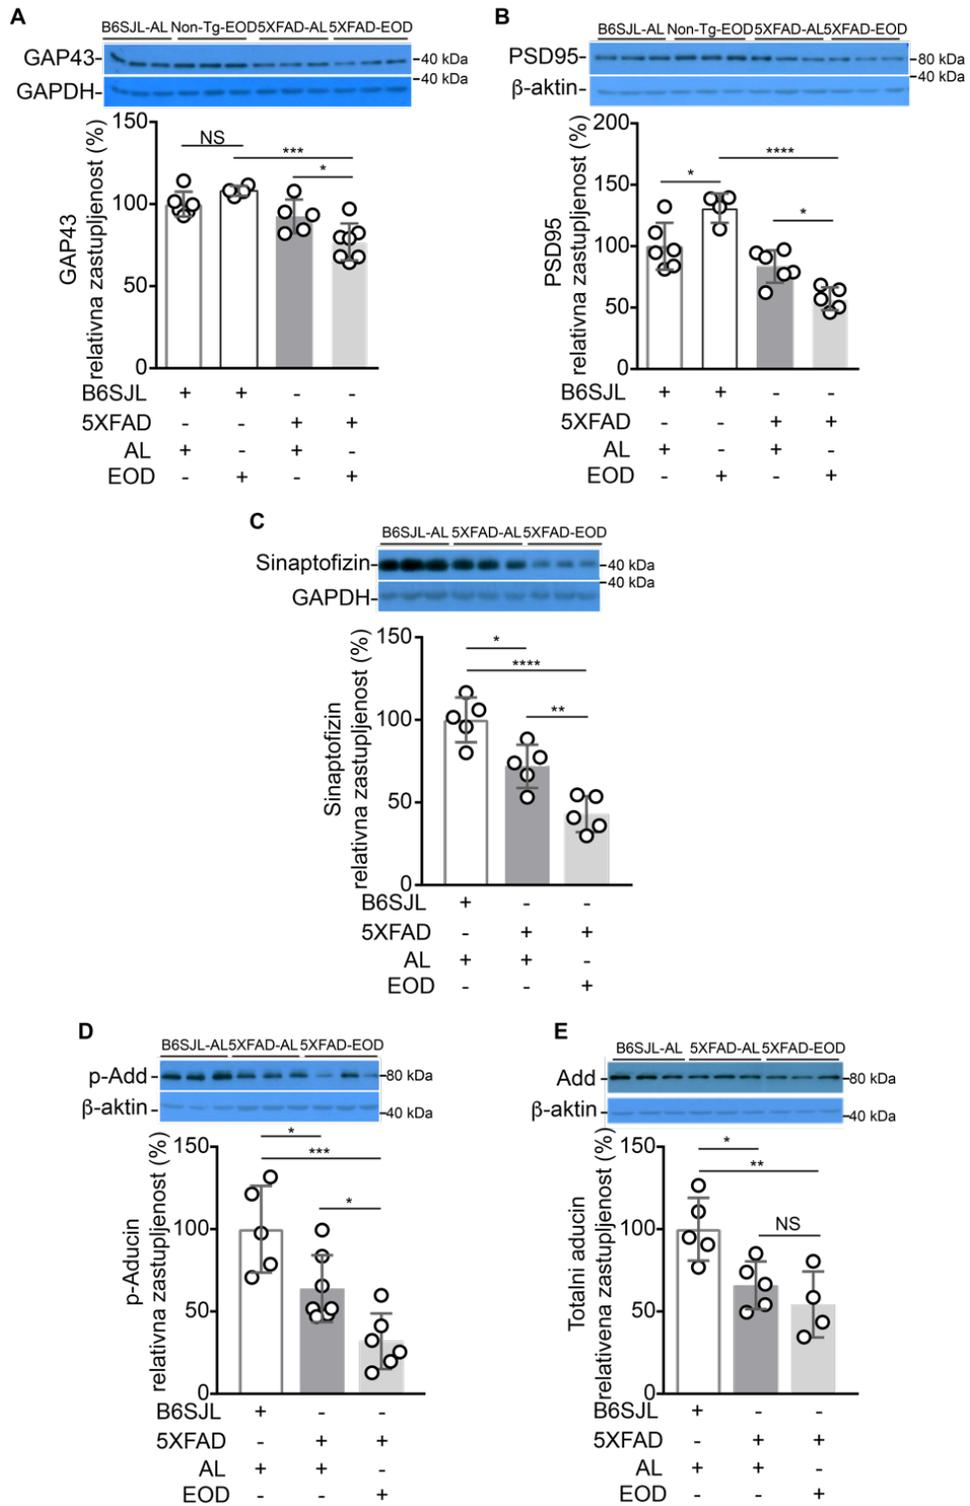 A
B6SJL-AL Non-Tg-EOD 5XFAD-AL 5XFAD-EOD
GAP43- -40 kDa
GAPDH- -40 kDa
GAP43
relativna zastupljenost (%)
150
100
50
0
NS
***
*
B6SJL + + - -
5XFAD - - + +
AL + - + -
EOD - + - +
B
B6SJL-AL Non-Tg-EOD 5XFAD-AL 5XFAD-EOD
PSD95- -80 kDa
β-aktin- -40 kDa
PSD95
relativna zastupljenost (%)
200
150
100
50
0
****
*
*
B6SJL + + - -
5XFAD - - + +
AL + - + -
EOD - + - +
C
B6SJL-AL 5XFAD-AL 5XFAD-EOD
Sinaptofizin- -40 kDa
GAPDH- -40 kDa
Sinaptofizin
relativna zastupljenost (%)
150
100
50
0
*
****
**
B6SJL + - -
5XFAD - + +
AL + + -
EOD - - +
D
B6SJL-AL 5XFAD-AL 5XFAD-EOD
p-Add- -80 kDa
β-aktin- -40 kDa
p-Aducin
relativna zastupljenost (%)
150
100
50
0
*
***
*
B6SJL + - -
5XFAD - + +
AL + + -
EOD - - +
E
B6SJL-AL 5XFAD-AL 5XFAD-EOD
Add- -80 kDa
β-aktin- -40 kDa
Totalni aducin
relativena zastupljenost (%)
150
100
50
0
*
**
NS
B6SJL + - -
5XFAD - + +
AL + + -
EOD - - +